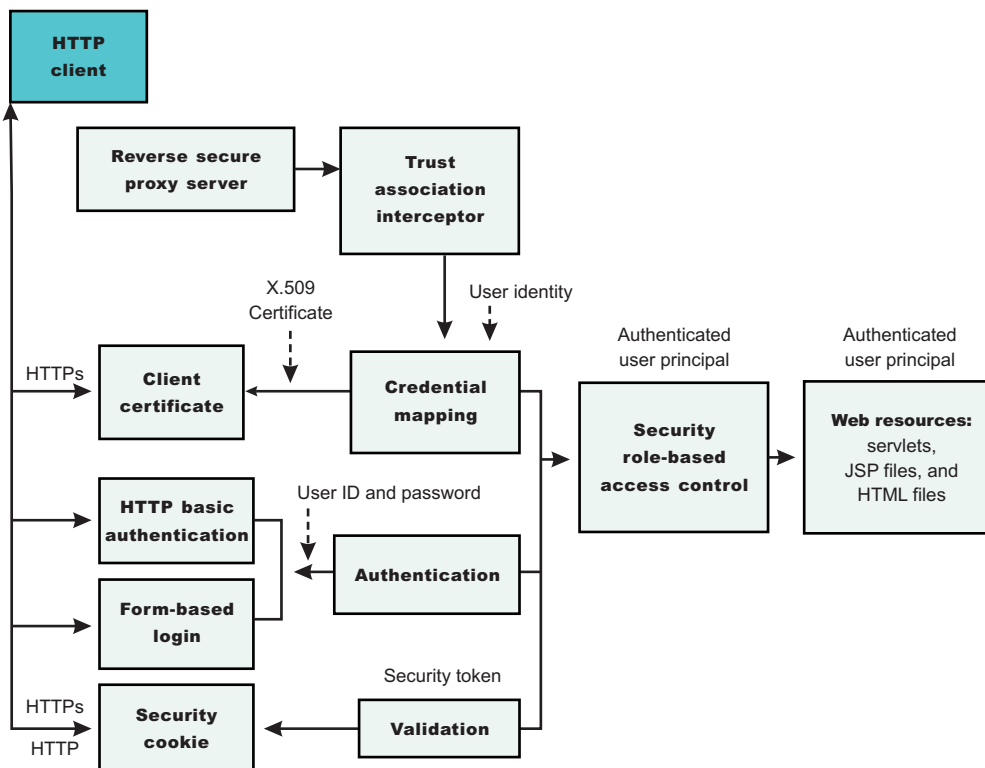 HTTP
client
Reverse secure
proxy server
Trust
association
interceptor
X.509
Certificate
User identity
HTTPs
Client
certificate
Credential
mapping
Authenticated
user principal
Authenticated
user principal
Security
role-based
access control
Web resources:
servlets,
JSP files, and
HTML files
HTTP basic
authentication
User ID and password
Authentication
Form-based
login
Security token
HTTPs
HTTP
Security
cookie
Validation